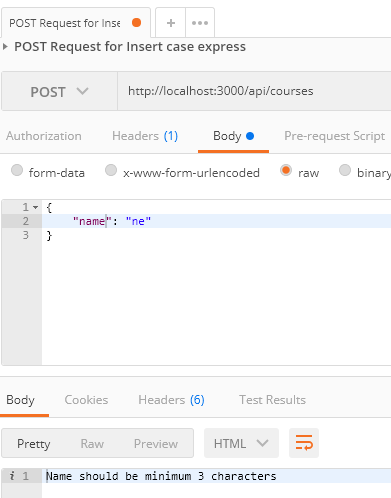 POST Request for Inse
+ •••
POST Request for Insert case express
POST http://localhost:3000/api/courses
Authorization Headers (1) Body Pre-request Script
form-data x-www-form-urlencoded raw binary
1 {
2 "name": "ne"
3 }
Body Cookies Headers (6) Test Results
Pretty Raw Preview HTML
i 1 Name should be minimum 3 characters